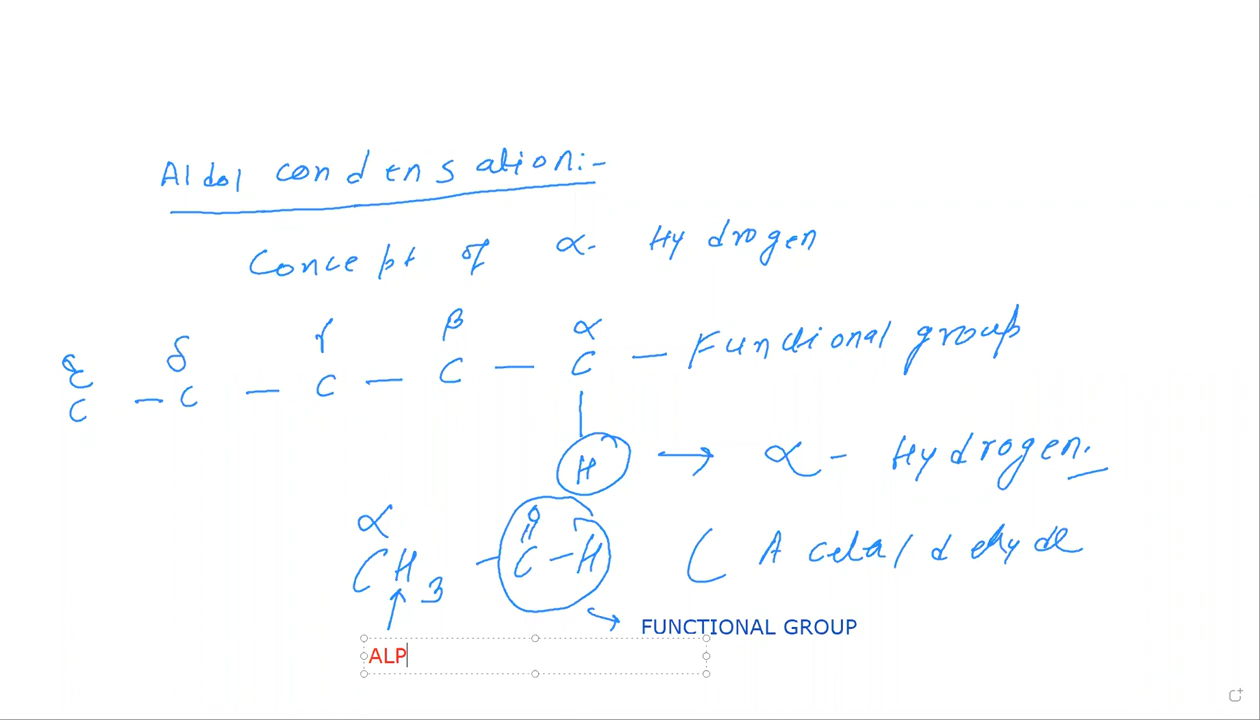 Aldol condensation:-
Concept of α- Hydrogen
ε δ γ β α
C - C - C - C - C - Functional group
H → α- Hydrogen.
α O
CH3 - C - H ( Acetaldehyde
FUNCTIONAL GROUP
ALP